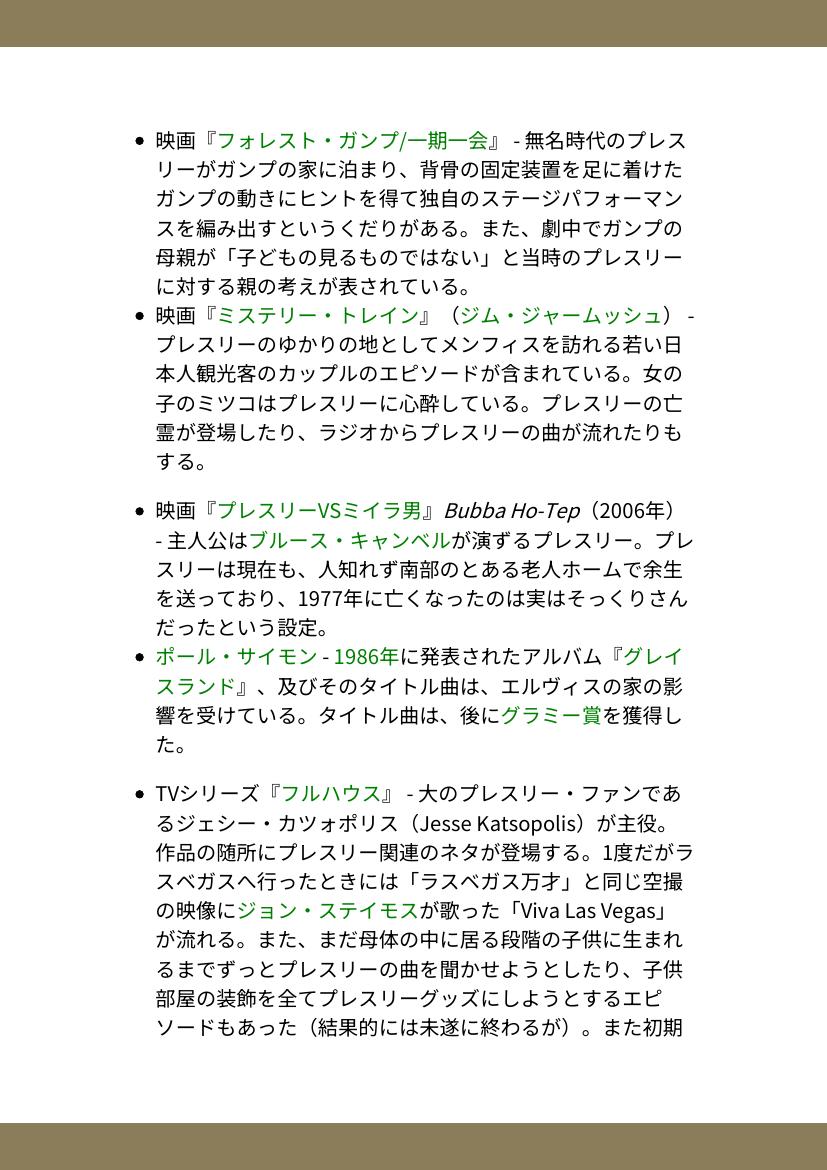 • 映画『フォレスト・ガンプ/一期一会』 - 無名時代のプレス
リーがガンプの家に泊まり、背骨の固定装置を足に着けた
ガンプの動きにヒントを得て独自のステージパフォーマン
スを編み出すというくだりがある。また、劇中でガンプの
母親が「子どもの見るものではない」と当時のプレスリー
に対する親の考えが表されている。
• 映画『ミステリー・トレイン』（ジム・ジャームッシュ） -
プレスリーのゆかりの地としてメンフィスを訪れる若い日
本人観光客のカップルのエピソードが含まれている。女の
子のミツコはプレスリーに心酔している。プレスリーの亡
霊が登場したり、ラジオからプレスリーの曲が流れたりも
する。
• 映画『プレスリーVSミイラ男』Bubba Ho-Tep（2006年）
- 主人公はブルース・キャンベルが演ずるプレスリー。プレ
スリーは現在も、人知れず南部のとある老人ホームで余生
を送っており、1977年に亡くなったのは実はそっくりさん
だったという設定。
• ポール・サイモン - 1986年に発表されたアルバム『グレイ
スランド』、及びそのタイトル曲は、エルヴィスの家の影
響を受けている。タイトル曲は、後にグラミー賞を獲得し
た。
• TVシリーズ『フルハウス』 - 大のプレスリー・ファンであ
るジェシー・カツォポリス（Jesse Katsopolis）が主役。
作品の随所にプレスリー関連のネタが登場する。1度だがラ
スベガスへ行ったときには「ラスベガス万才」と同じ空撮
の映像にジョン・ステイモスが歌った「Viva Las Vegas」
が流れる。また、まだ母体の中に居る段階の子供に生まれ
るまでずっとプレスリーの曲を聞かせようとしたり、子供
部屋の装飾を全てプレスリーグッズにしようとするエピ
ソードもあった（結果的には未遂に終わるが）。また初期